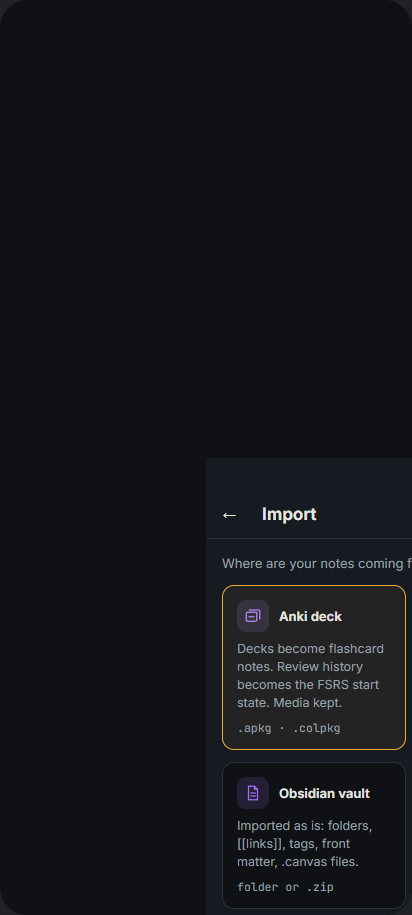 ← Import
Where are your notes coming
Anki deck
Decks become flashcard
notes. Review history
becomes the FSRS start
state. Media kept.
.apkg · .colpkg
Obsidian vault
Imported as is: folders,
[[links]], tags, front
matter, .canvas files.
folder or .zip